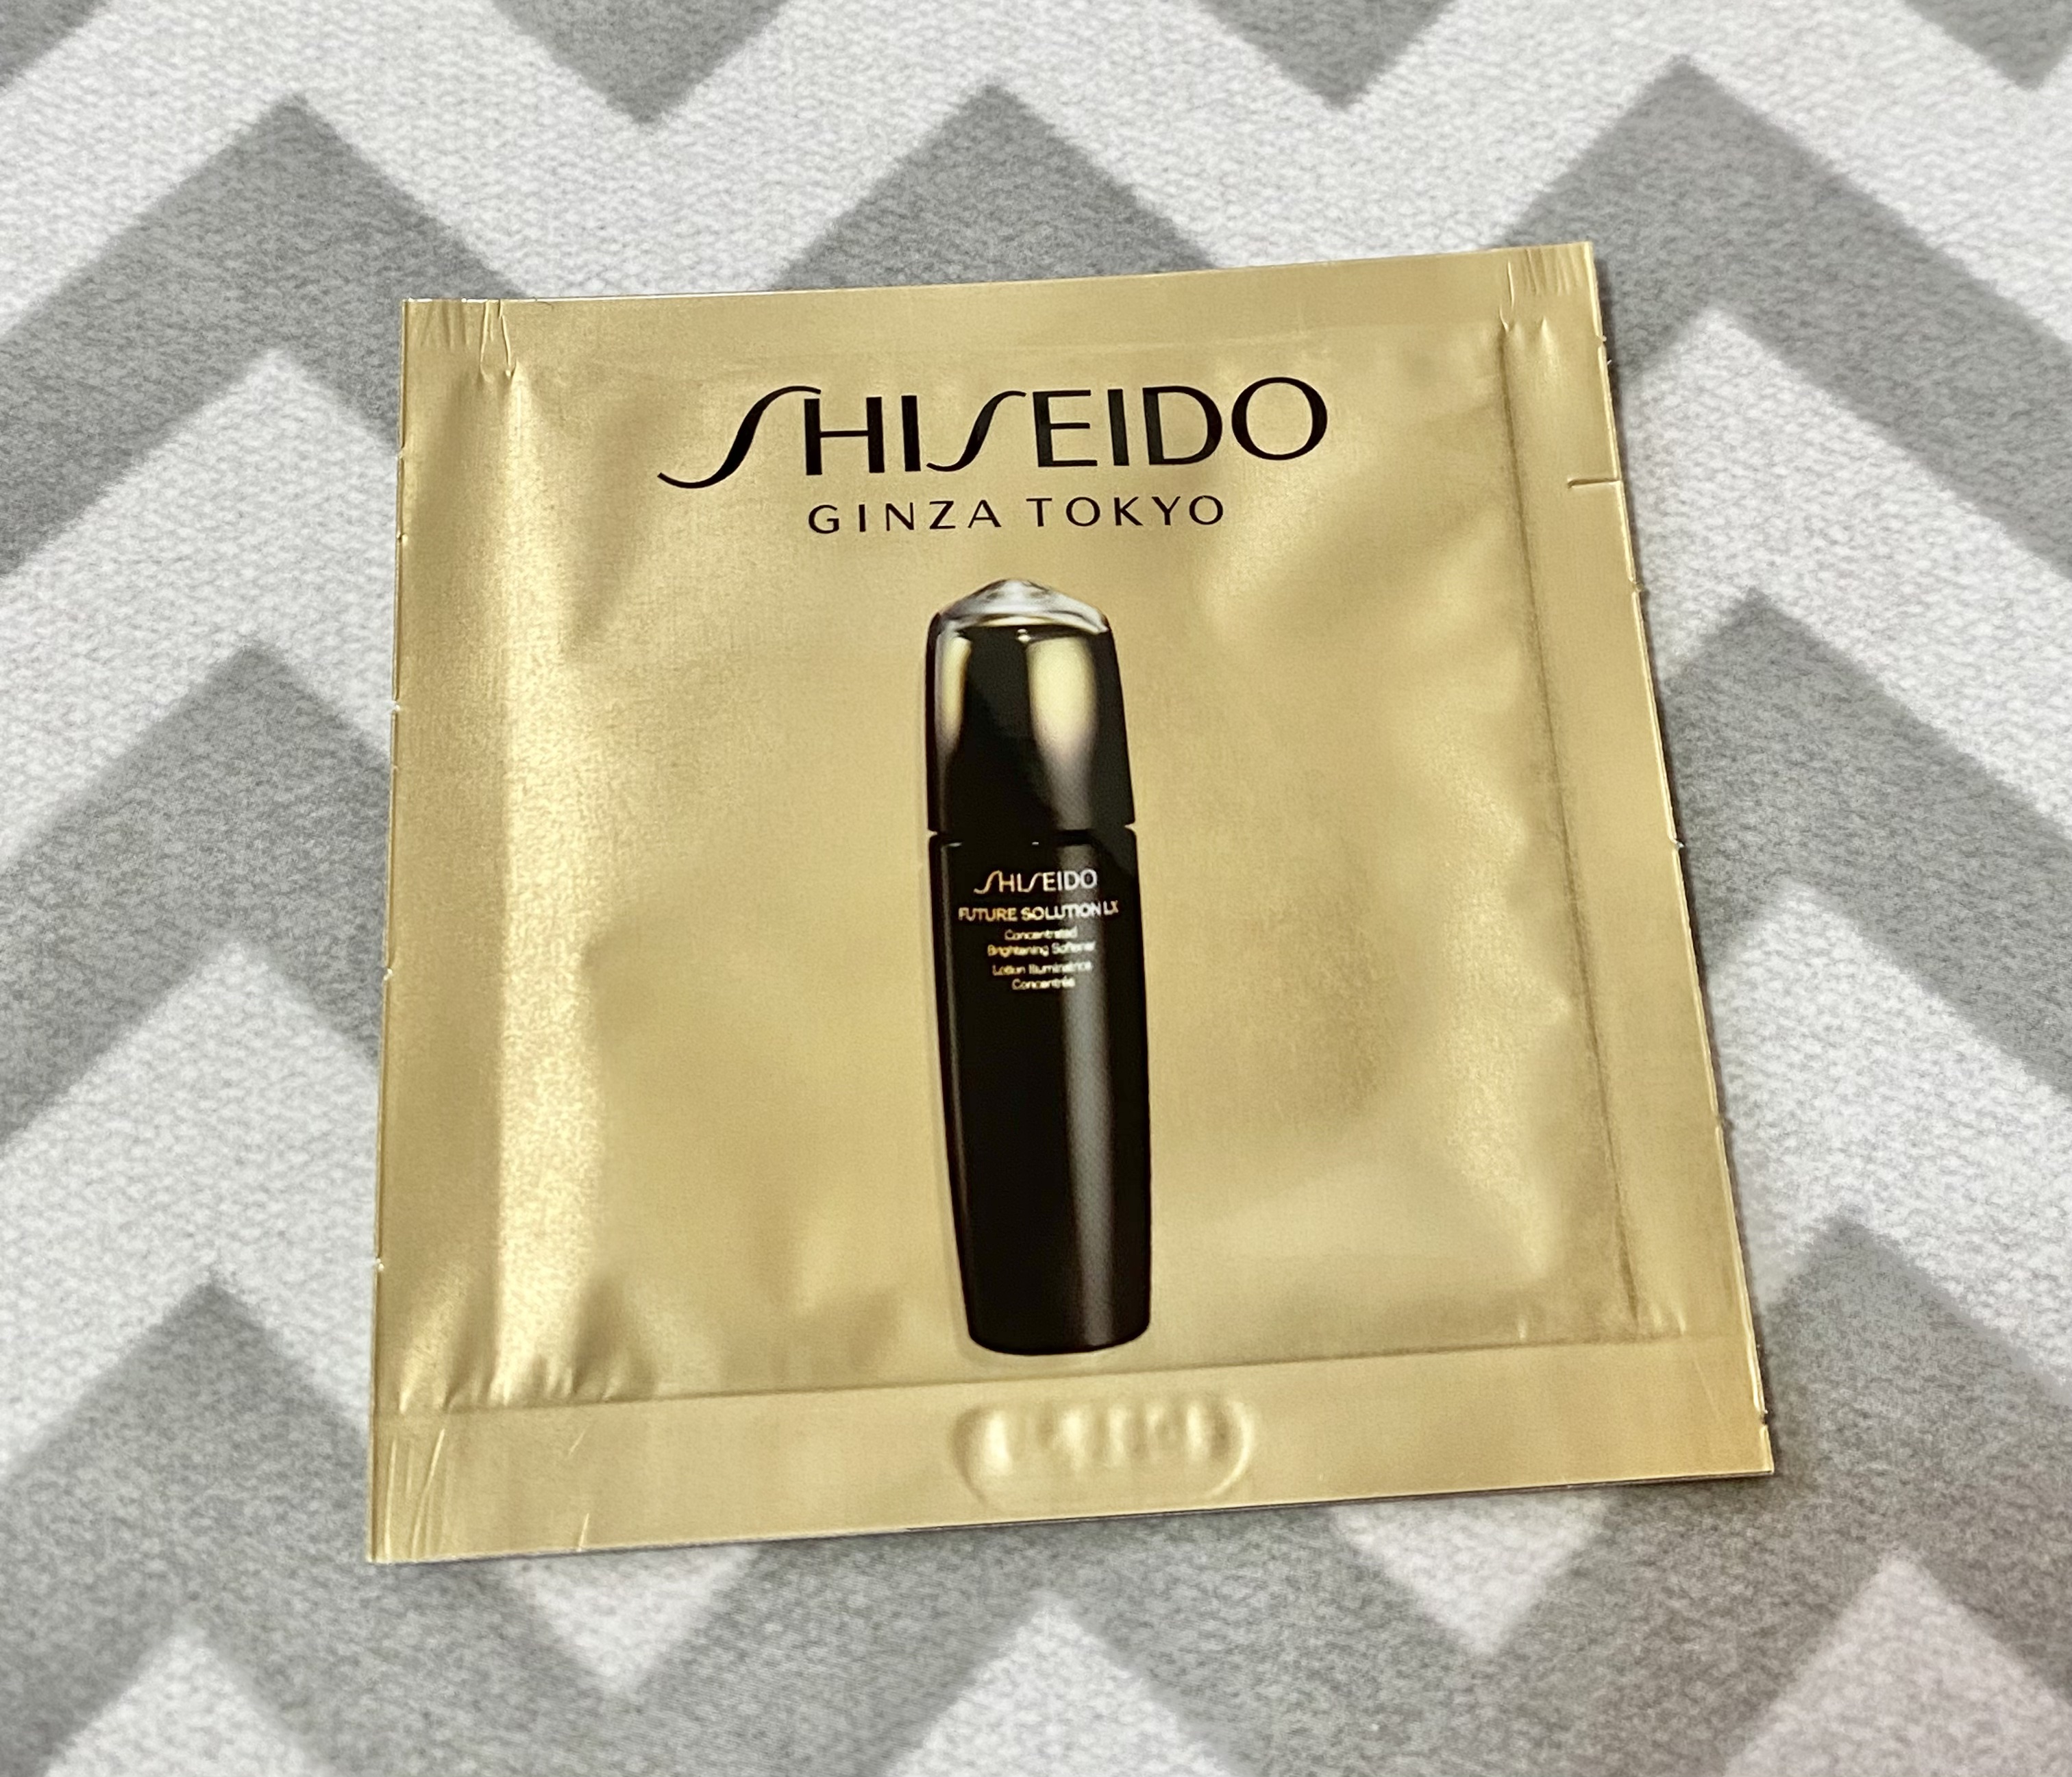 SHISEIDO
GINZA TOKYO
SHISEIDO
FUTURE SOLUTION LX
Concentrated
Brightening Softener
Lotion Illuminatrice
Concentrée